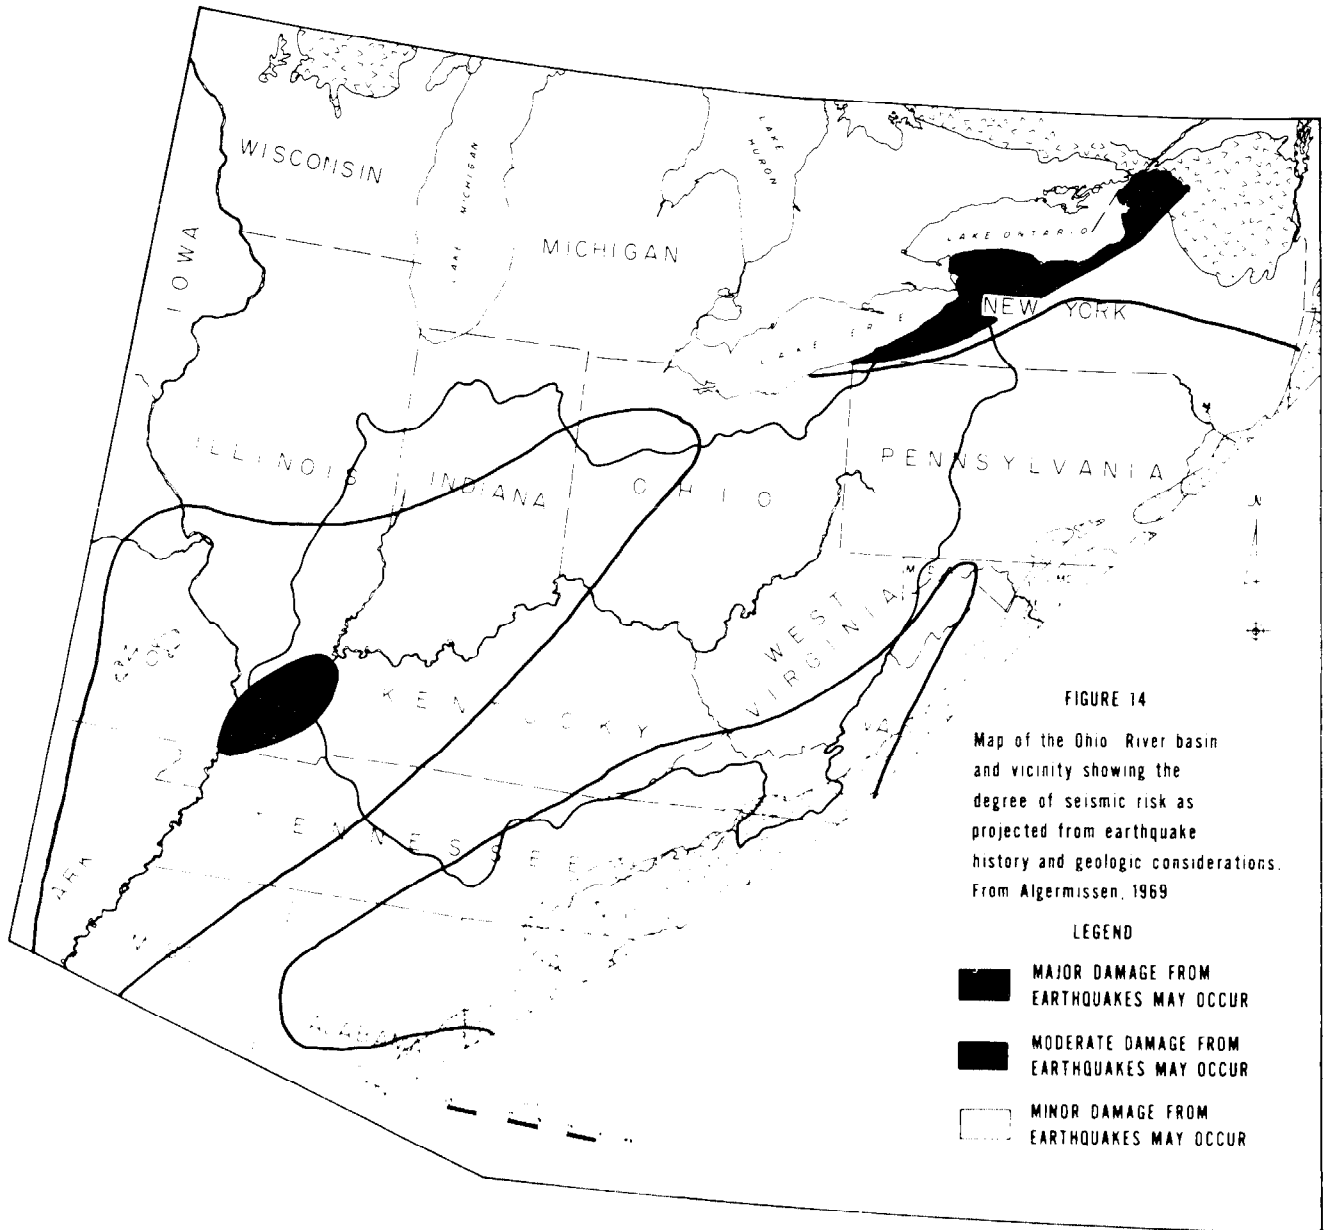 WISCONSIN
LAKE MICHIGAN
LAKE
HURON
IOWA
MICHIGAN
LAKE ONTARIO
NEW YORK
ILLINOIS
INDIANA
OHIO
PENNSYLVANIA
WEST
VIRGINIA
KENTUCKY
VA
ARK
ALABAMA
N
FIGURE 14
Map of the Ohio River basin
and vicinity showing the
degree of seismic risk as
projected from earthquake
history and geologic considerations.
From Algermissen, 1969
LEGEND
MAJOR DAMAGE FROM
EARTHQUAKES MAY OCCUR
MODERATE DAMAGE FROM
EARTHQUAKES MAY OCCUR
MINOR DAMAGE FROM
EARTHQUAKES MAY OCCUR